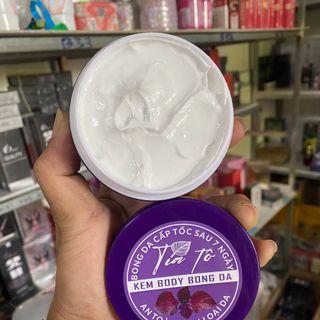 BONG DA CẤP TỐC SAU 7 NGÀY
Tía Tô
KEM BODY BONG DA
AN TO
LOẠI DA